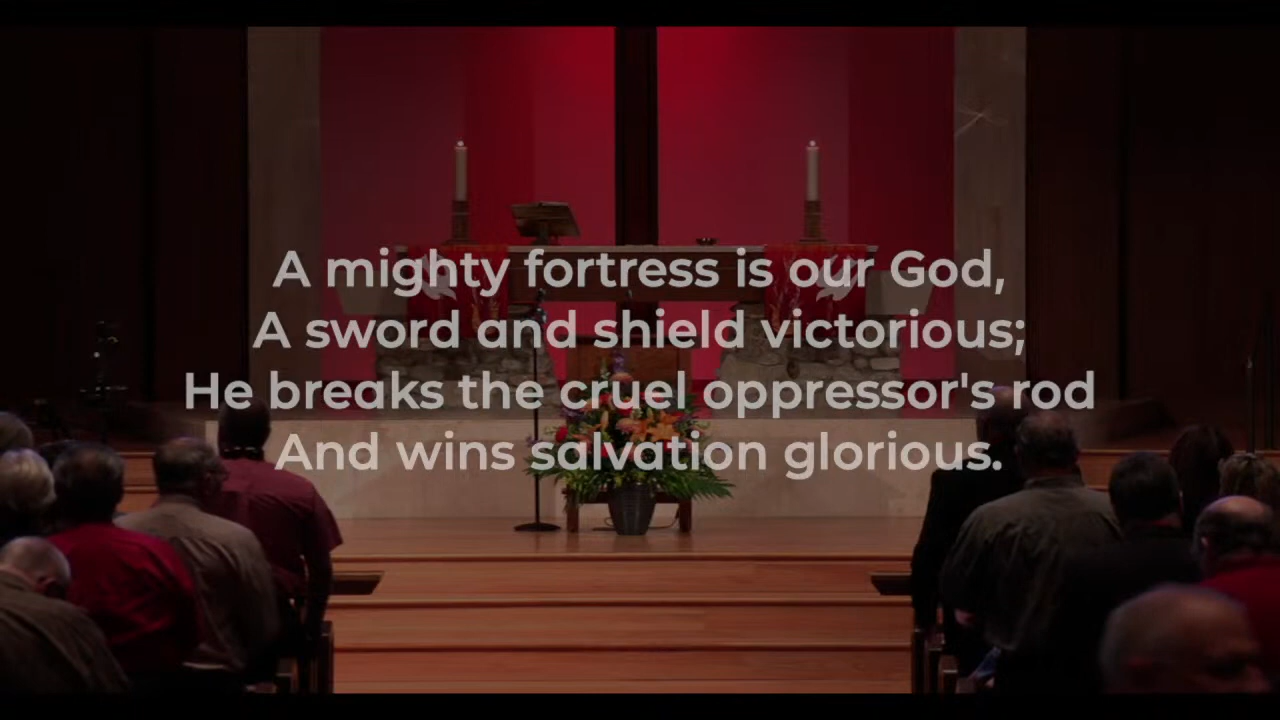 A mighty fortress is our God,
A sword and shield victorious;
He breaks the cruel oppressor's rod
And wins salvation glorious.